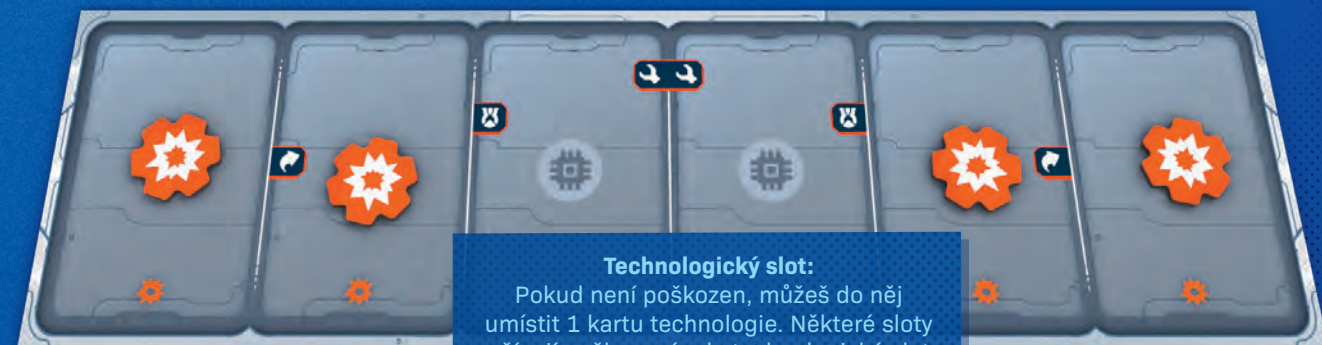 Technologický slot:
Pokud není poškozen, můžeš do něj
umístit 1 kartu technologie. Některé sloty